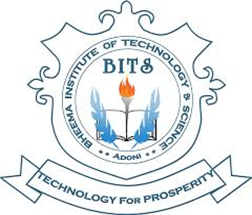 BHEEMA INSTITUTE OF TECHNOLOGY & SCIENCE
BITS
ADONI
TECHNOLOGY FOR PROSPERITY